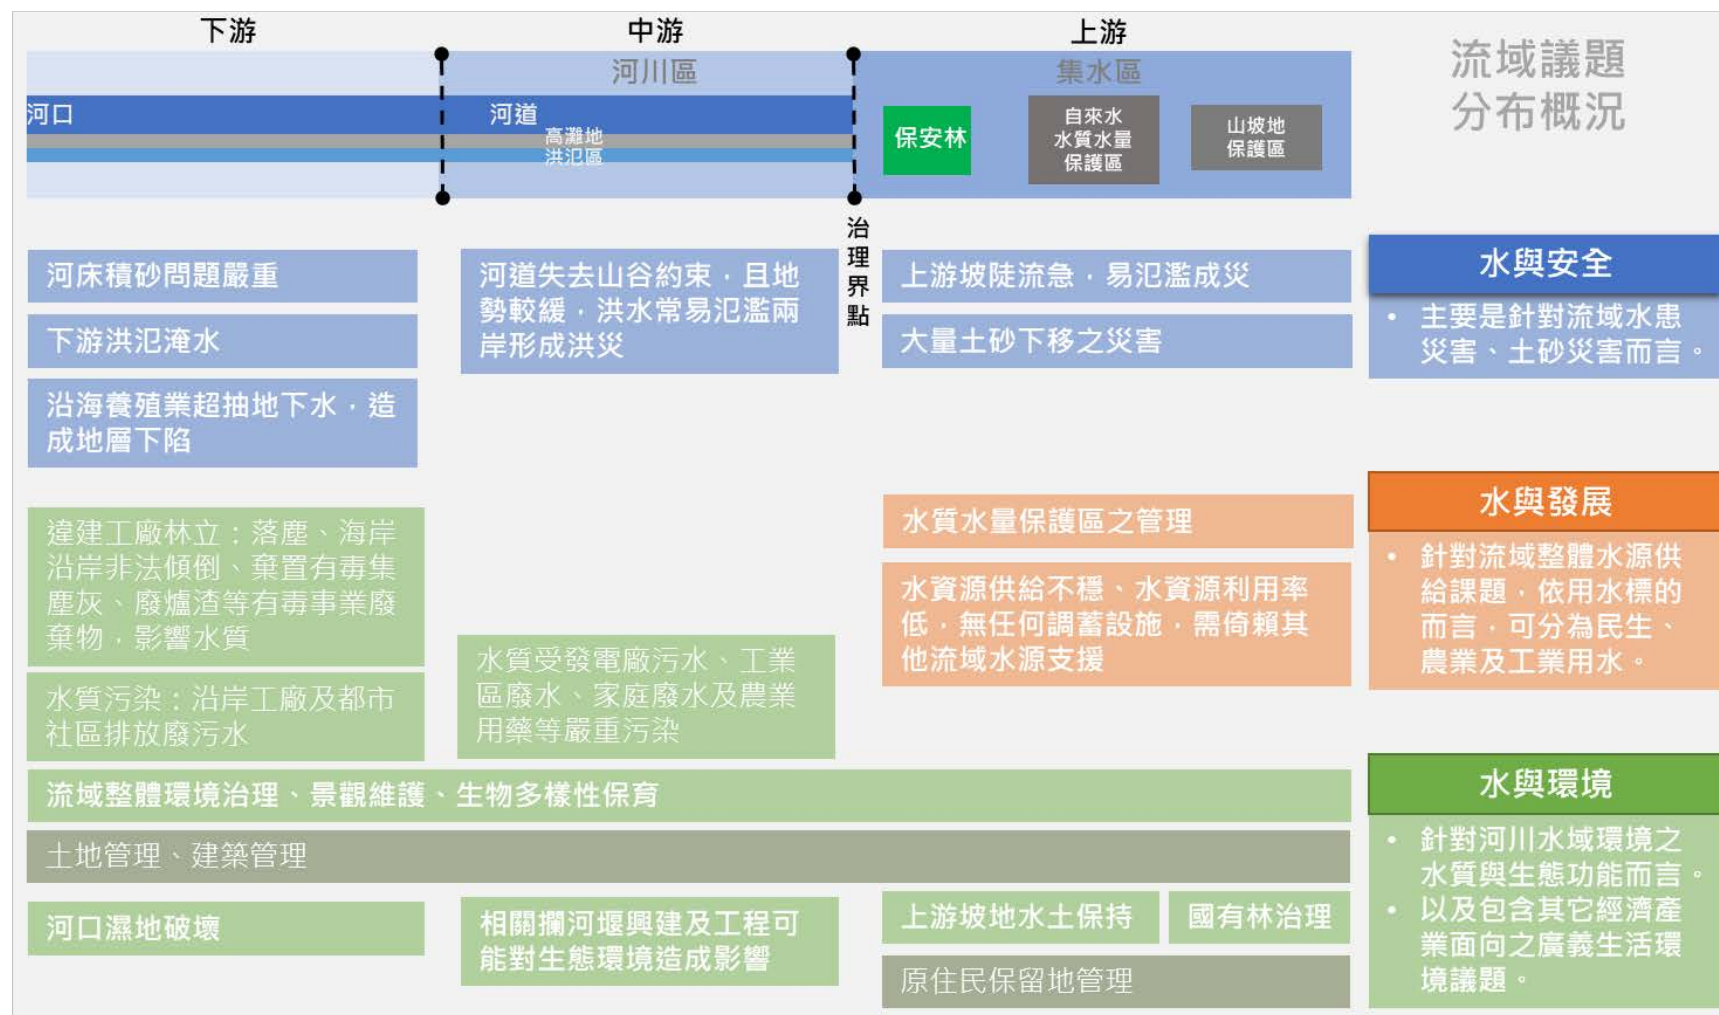 下游
中游
上游
流域議題
分布概況
河川區
集水區
河口
河道
高灘地
洪氾區
保安林
自來水
水質水量
保護區
山坡地
保護區
治
理
界
點
河床積砂問題嚴重
下游洪氾淹水
沿海養殖業超抽地下水，造
成地層下陷
河道失去山谷約束，且地
勢較緩，洪水常易氾濫兩
岸形成洪災
上游坡陡流急，易氾濫成災
大量土砂下移之災害
水與安全
• 主要是針對流域水患
災害、土砂災害而言。
違建工廠林立：落塵、海岸
沿岸非法傾倒、棄置有毒集
塵灰、廢爐渣等有毒事業廢
棄物，影響水質
水質污染：沿岸工廠及都市
社區排放廢污水
水質受發電廠污水、工業
區廢水、家庭廢水及農業
用藥等嚴重污染
水質水量保護區之管理
水資源供給不穩、水資源利用率
低，無任何調蓄設施，需倚賴其
他流域水源支援
水與發展
• 針對流域整體水源供
給課題，依用水標的
而言，可分為民生、
農業及工業用水。
流域整體環境治理、景觀維護、生物多樣性保育
土地管理、建築管理
河口濕地破壞
相關攔河堰興建及工程可
能對生態環境造成影響
上游坡地水土保持
國有林治理
原住民保留地管理
水與環境
• 針對河川水域環境之
水質與生態功能而言。
• 以及包含其它經濟產
業面向之廣義生活環
境議題。